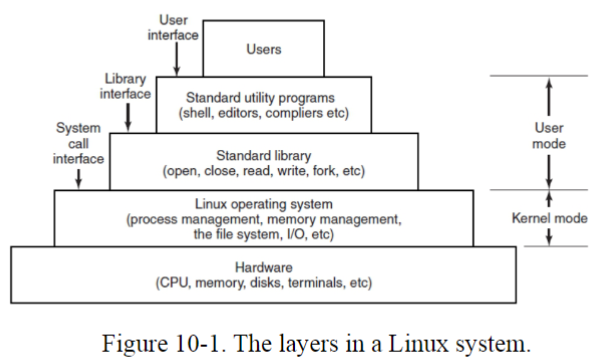 User
interface
Users
Library
interface
Standard utility programs
(shell, editors, compliers etc)
System
call
interface
Standard library
(open, close, read, write, fork, etc)
User
mode
Linux operating system
(process management, memory management,
the file system, I/O, etc)
Kernel mode
Hardware
(CPU, memory, disks, terminals, etc)
Figure 10-1. The layers in a Linux system.